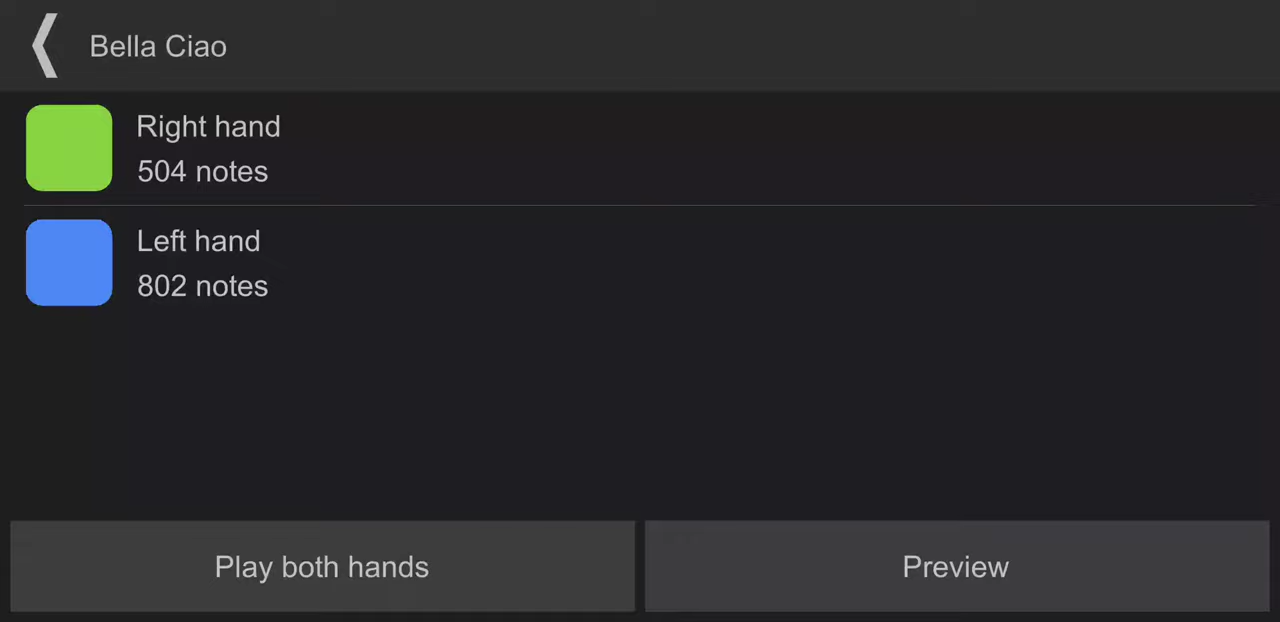 Bella Ciao
Right hand
504 notes
Left hand
802 notes
Play both hands
Preview